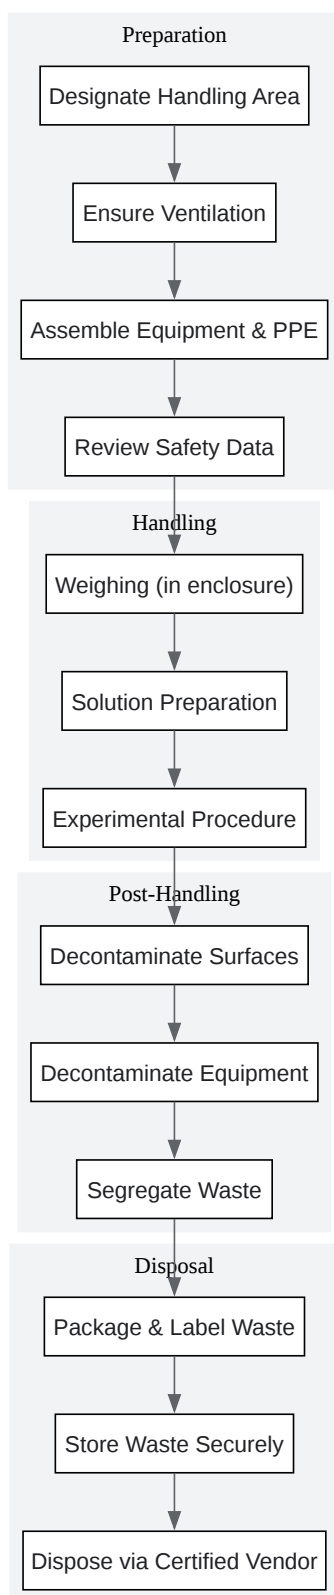 Preparation
Designate Handling Area
Ensure Ventilation
Assemble Equipment & PPE
Review Safety Data
Handling
Weighing (in enclosure)
Solution Preparation
Experimental Procedure
Post-Handling
Decontaminate Surfaces
Decontaminate Equipment
Segregate Waste
Disposal
Package & Label Waste
Store Waste Securely
Dispose via Certified Vendor